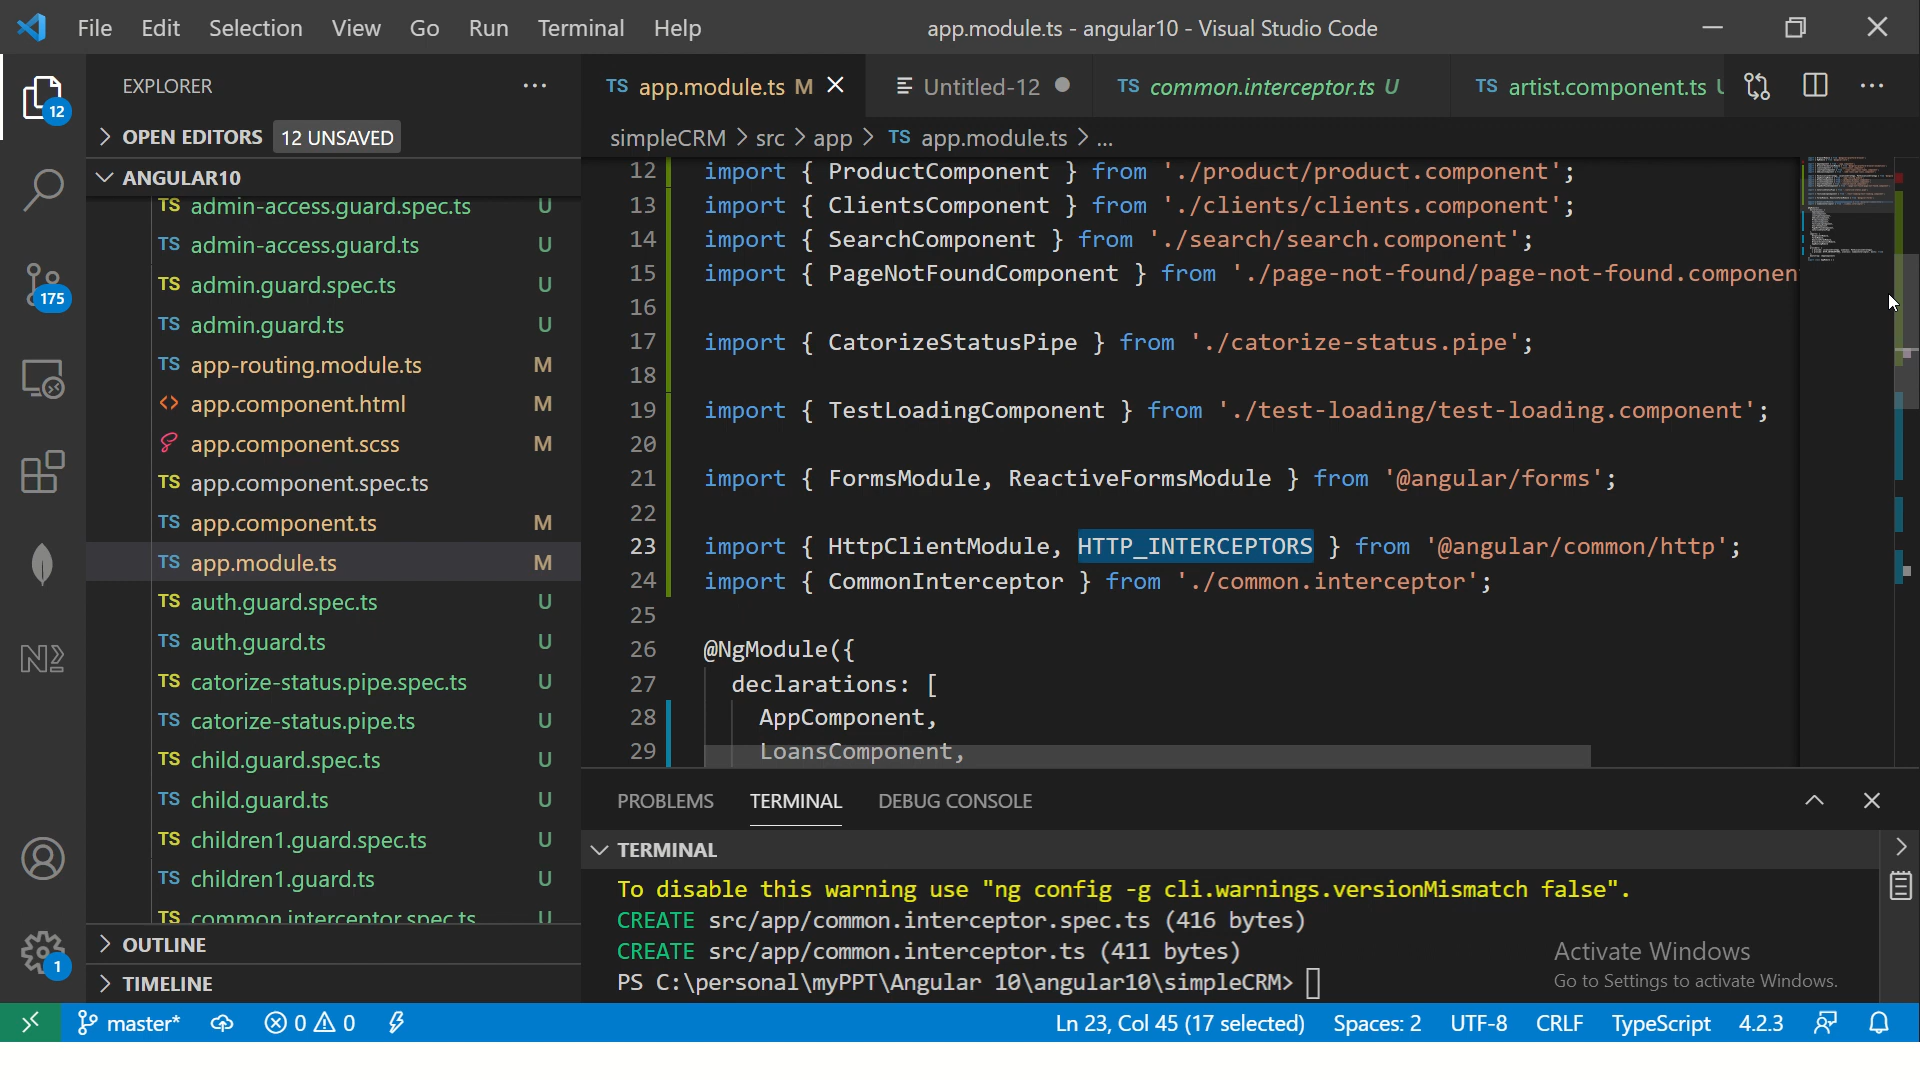 File Edit Selection View Go Run Terminal Help app.module.ts - angular10 - Visual Studio Code
EXPLORER
OPEN EDITORS 12 UNSAVED
ANGULAR10
TS admin-access.guard.spec.ts U
TS admin-access.guard.ts U
TS admin.guard.spec.ts U
TS admin.guard.ts U
TS app-routing.module.ts M
<> app.component.html M
app.component.scss M
TS app.component.spec.ts
TS app.component.ts M
TS app.module.ts M
TS auth.guard.spec.ts U
TS auth.guard.ts U
TS catorize-status.pipe.spec.ts U
TS catorize-status.pipe.ts U
TS child.guard.spec.ts U
TS child.guard.ts U
TS children1.guard.spec.ts U
TS children1.guard.ts U
TS common.interceptor.spec.ts U
OUTLINE
TIMELINE
12
175
1
TS app.module.ts M Untitled-12 TS common.interceptor.ts U TS artist.component.ts U
simpleCRM > src > app > TS app.module.ts > ...
12 import { ProductComponent } from './product/product.component';
13 import { ClientsComponent } from './clients/clients.component';
14 import { SearchComponent } from './search/search.component';
15 import { PageNotFoundComponent } from './page-not-found/page-not-found.componen
16
17 import { CatorizeStatusPipe } from './catorize-status.pipe';
18
19 import { TestLoadingComponent } from './test-loading/test-loading.component';
20
21 import { FormsModule, ReactiveFormsModule } from '@angular/forms';
22
23 import { HttpClientModule, HTTP_INTERCEPTORS } from '@angular/common/http';
24 import { CommonInterceptor } from './common.interceptor';
25
26 @NgModule({
27 declarations: [
28 AppComponent,
29 LoansComponent,
PROBLEMS TERMINAL DEBUG CONSOLE
TERMINAL
To disable this warning use "ng config -g cli.warnings.versionMismatch false".
CREATE src/app/common.interceptor.spec.ts (416 bytes)
CREATE src/app/common.interceptor.ts (411 bytes)
PS C:\personal\myPPT\Angular 10\angular10\simpleCRM>
Activate Windows
Go to Settings to activate Windows.
master* 0 0 Ln 23, Col 45 (17 selected) Spaces: 2 UTF-8 CRLF TypeScript 4.2.3